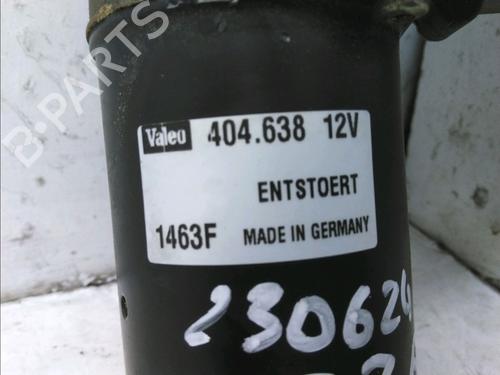 B-PARTS
Valeo 404.638 12V
ENTSTOERT
1463F MADE IN GERMANY
230626